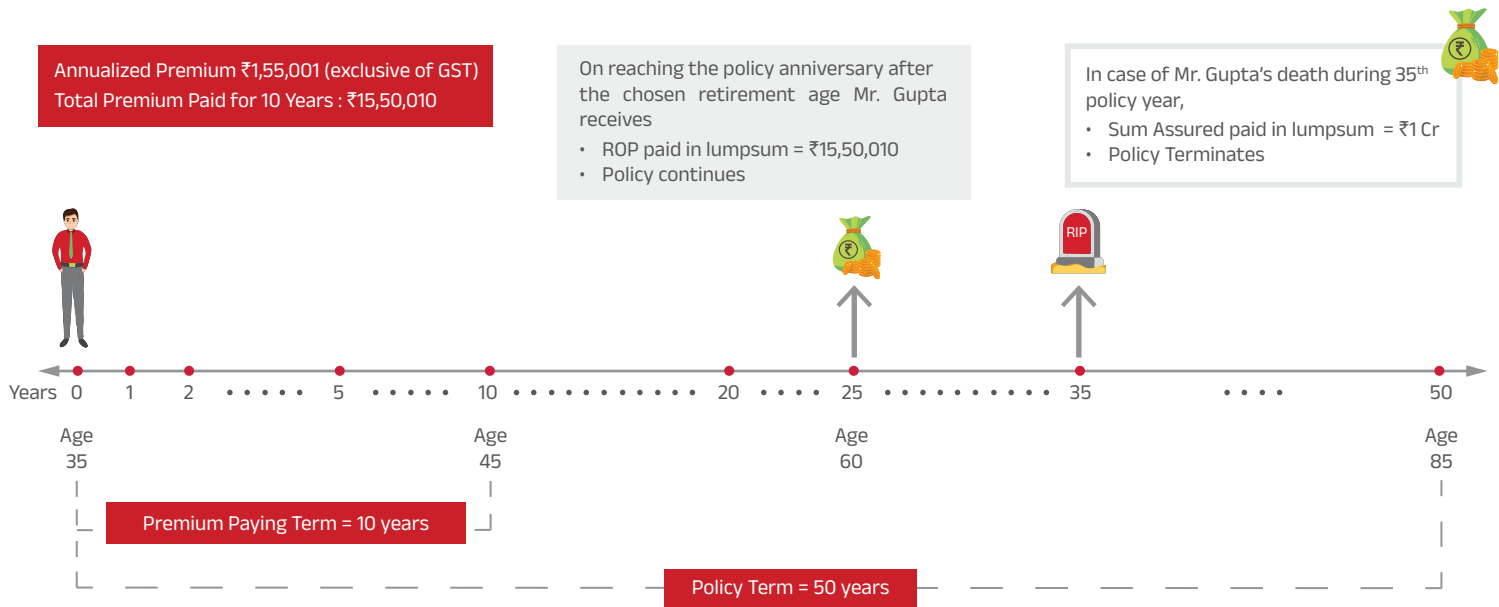 Annualized Premium ₹1,55,001 (exclusive of GST)
Total Premium Paid for 10 Years : ₹15,50,010
On reaching the policy anniversary after
the chosen retirement age Mr. Gupta
receives
• ROP paid in lumpsum = ₹15,50,010
• Policy continues
In case of Mr. Gupta's death during 35th
policy year,
• Sum Assured paid in lumpsum = ₹1 Cr
• Policy Terminates
₹
₹
RIP
Years 0 1 2 5 10 20 25 35 50
Age Age Age Age
35 45 60 85
Premium Paying Term = 10 years
Policy Term = 50 years